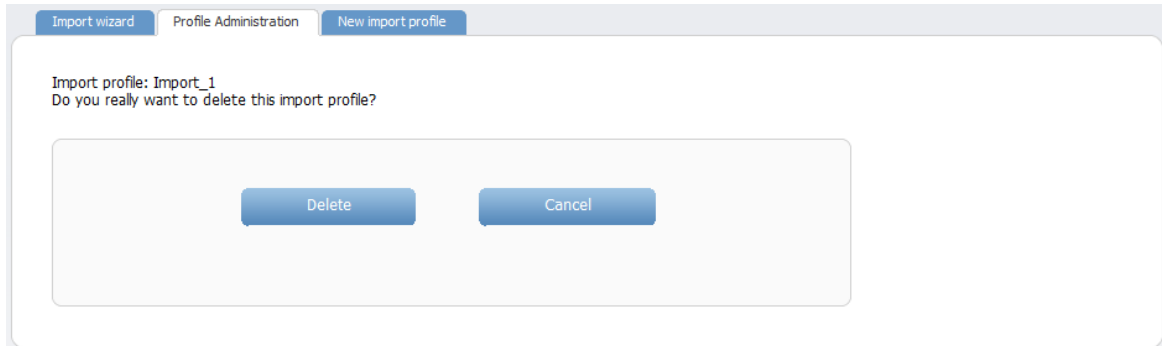 Import wizard Profile Administration New import profile
Import profile: Import_1
Do you really want to delete this import profile?
Delete Cancel